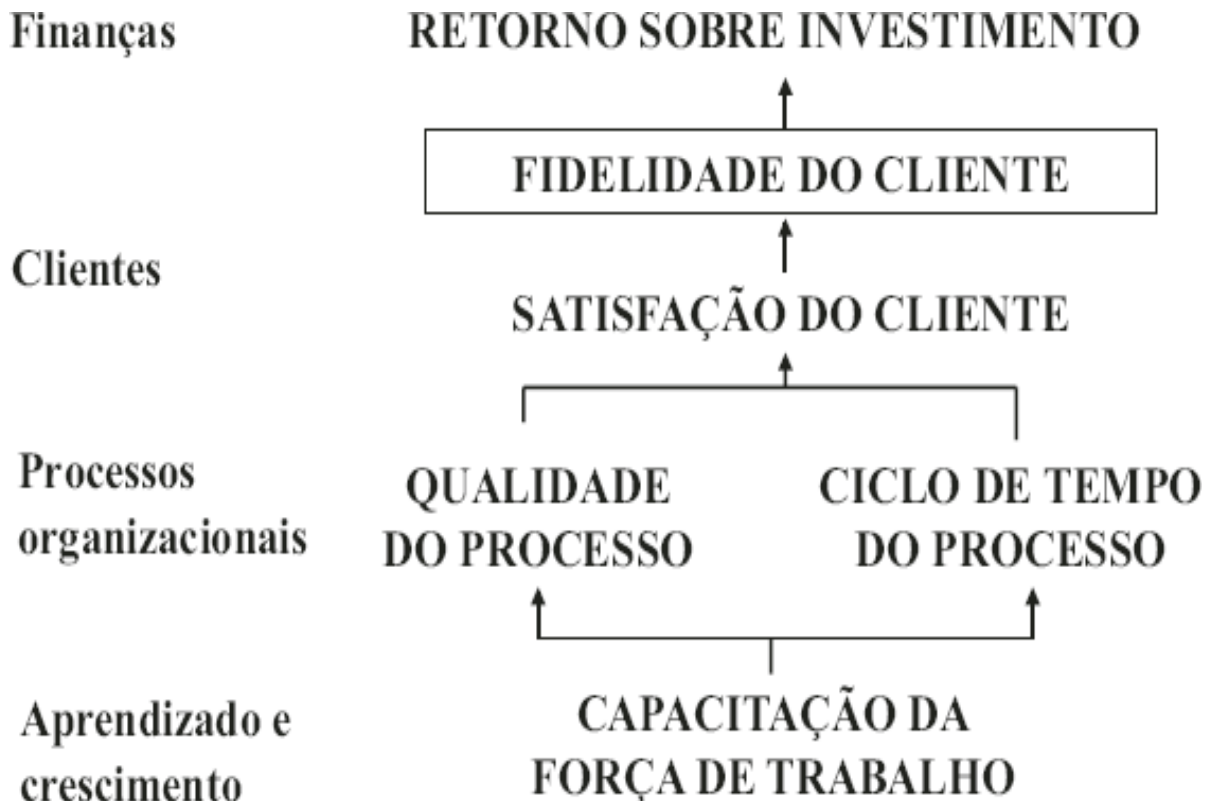 Finanças RETORNO SOBRE INVESTIMENTO
FIDELIDADE DO CLIENTE
Clientes
SATISFAÇÃO DO CLIENTE
Processos
organizacionais
QUALIDADE
DO PROCESSO
CICLO DE TEMPO
DO PROCESSO
Aprendizado e
crescimento
CAPACITAÇÃO DA
FORÇA DE TRABALHO